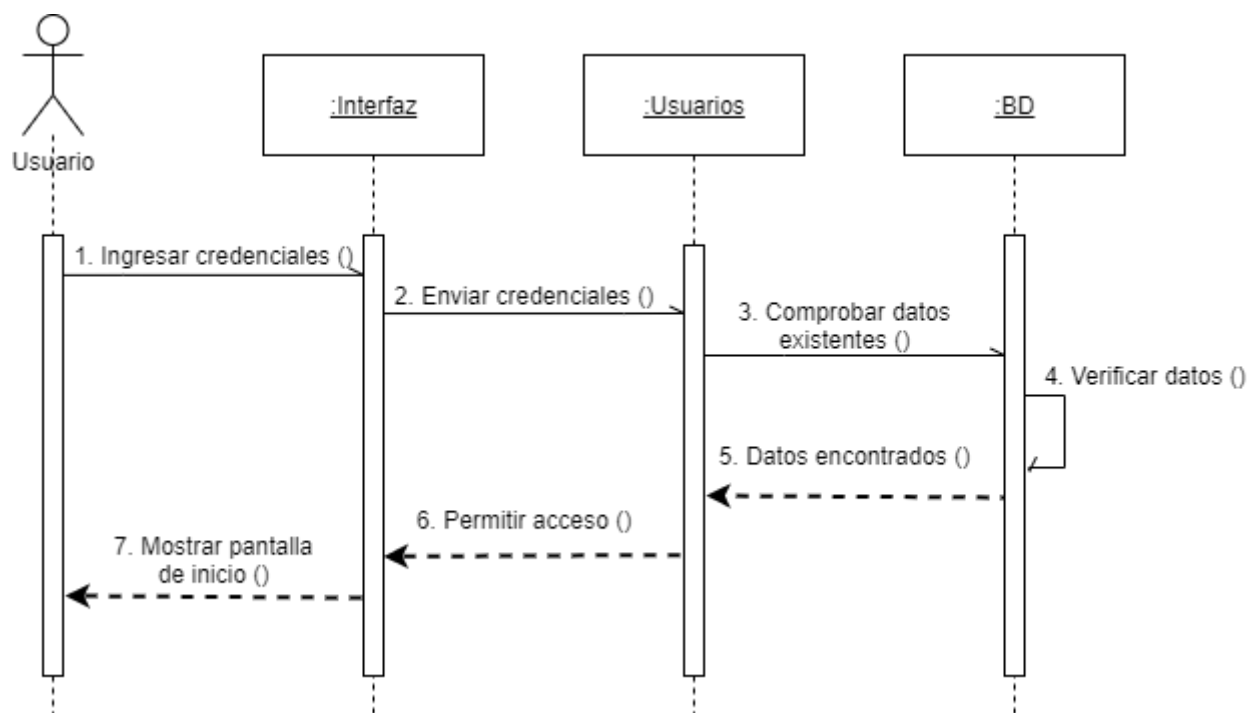 :Interfaz
:Usuarios
:BD
Usuario
1. Ingresar credenciales ()
2. Enviar credenciales ()
3. Comprobar datos
existentes ()
4. Verificar datos ()
5. Datos encontrados ()
6. Permitir acceso ()
7. Mostrar pantalla
de inicio ()